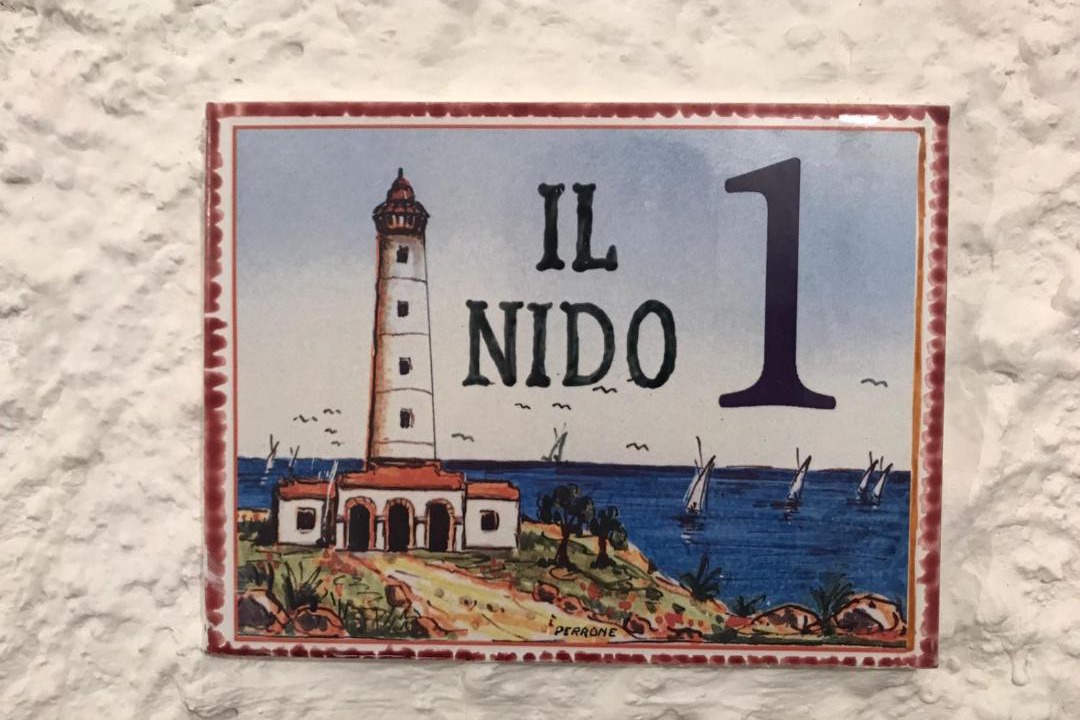 IL
NIDO
1
PERRONE